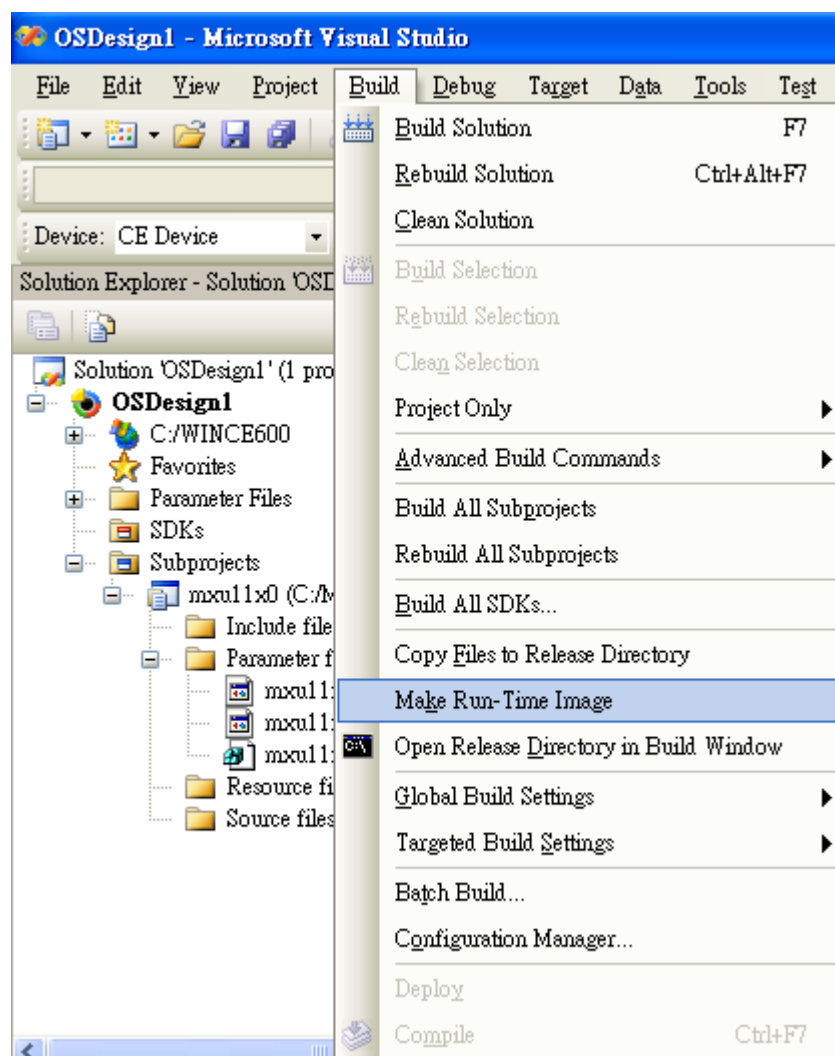 OSDesign1 - Microsoft Visual Studio
File Edit View Project Build Debug Target Data Tools Test
Build Solution F7
Rebuild Solution Ctrl+Alt+F7
Clean Solution
Build Selection
Rebuild Selection
Clean Selection
Project Only
Advanced Build Commands
Build All Subprojects
Rebuild All Subprojects
Build All SDKs...
Copy Files to Release Directory
Make Run-Time Image
Open Release Directory in Build Window
Global Build Settings
Targeted Build Settings
Batch Build...
Configuration Manager...
Deploy
Compile Ctrl+F7
Device: CE Device
Solution Explorer - Solution 'OSD
Solution 'OSDesign1' (1 pro
OSDesign1
C:/WINCE600
Favorites
Parameter Files
SDKs
Subprojects
mxu11x0 (C:/M
Include file
Parameter f
mxu11
mxu11
mxu11
Resource fi
Source files